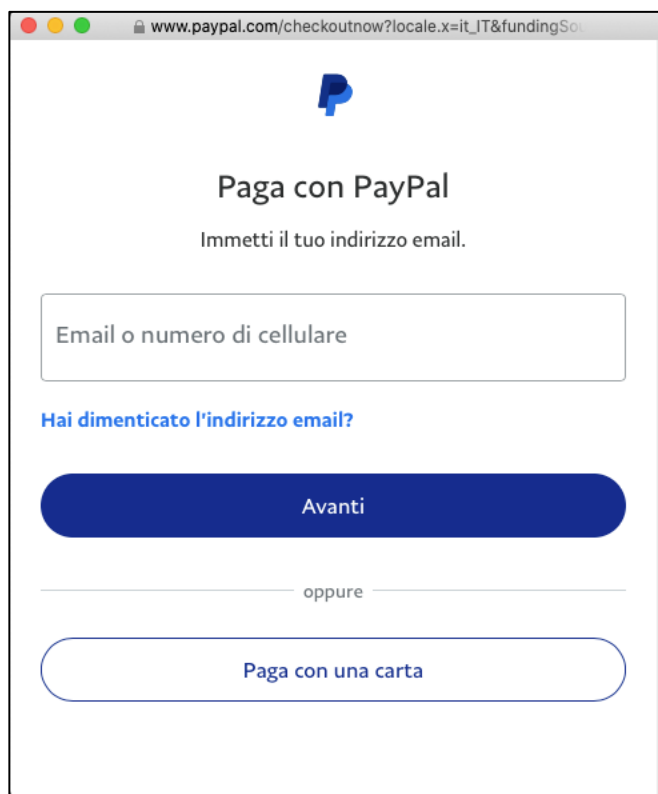 www.paypal.com/checkoutnow?locale.x=it_IT&fundingSou
Paga con PayPal
Immetti il tuo indirizzo email.
Email o numero di cellulare
Hai dimenticato l'indirizzo email?
Avanti
oppure
Paga con una carta